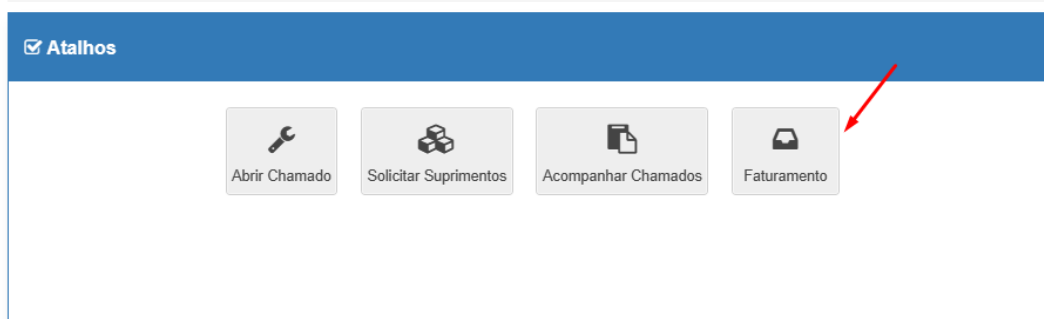 Atalhos
Abrir Chamado
Solicitar Suprimentos
Acompanhar Chamados
Faturamento